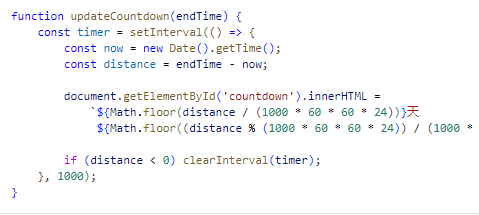 function updateCountdown(endTime) {
    const timer = setInterval(() => {
        const now = new Date().getTime();
        const distance = endTime - now;

        document.getElementById('countdown').innerHTML =
            `${Math.floor(distance / (1000 * 60 * 60 * 24))}天
             ${Math.floor((distance % (1000 * 60 * 60 * 24)) / (1000 *

        if (distance < 0) clearInterval(timer);
    }, 1000);
}